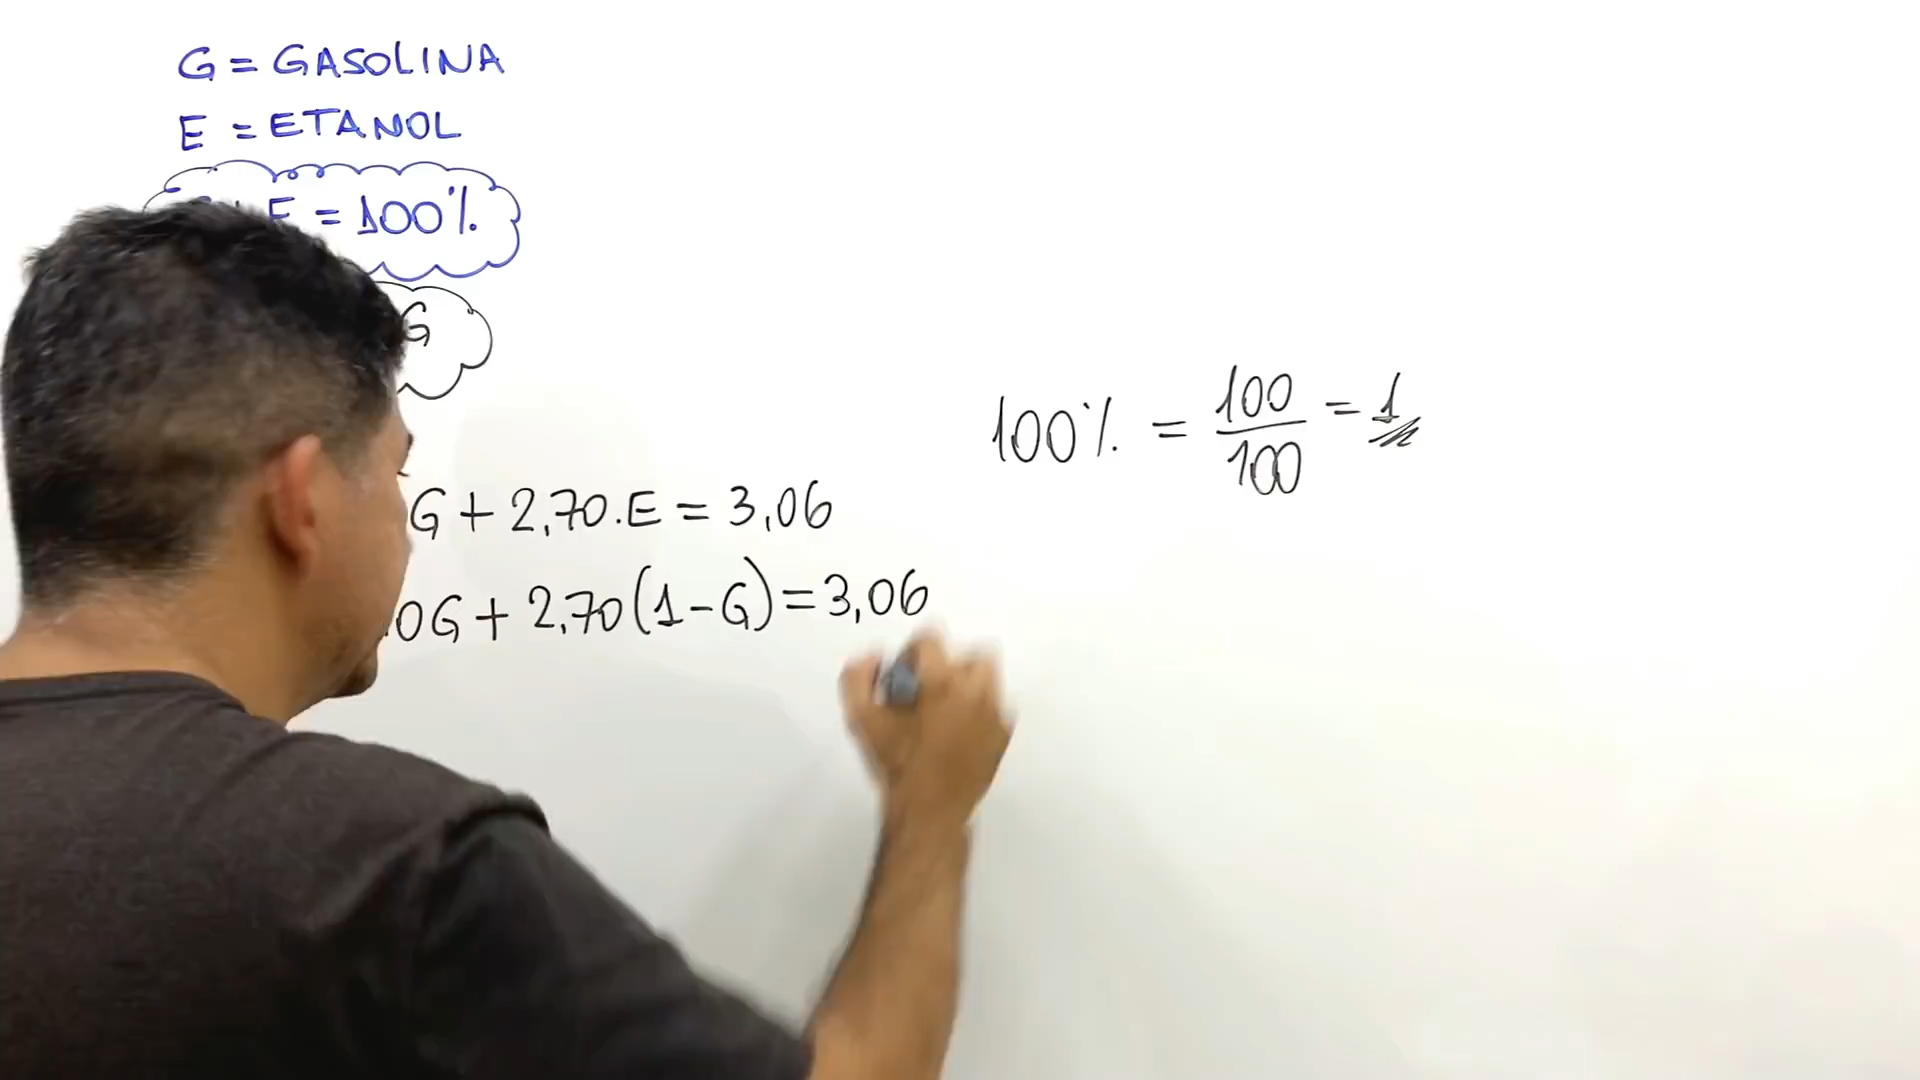 G = GASOLINA
E = ETANOL
E = 100%
G
100% = 100/100 = 1
G + 2,70.E = 3,06
0G + 2,70(1-G) = 3,06